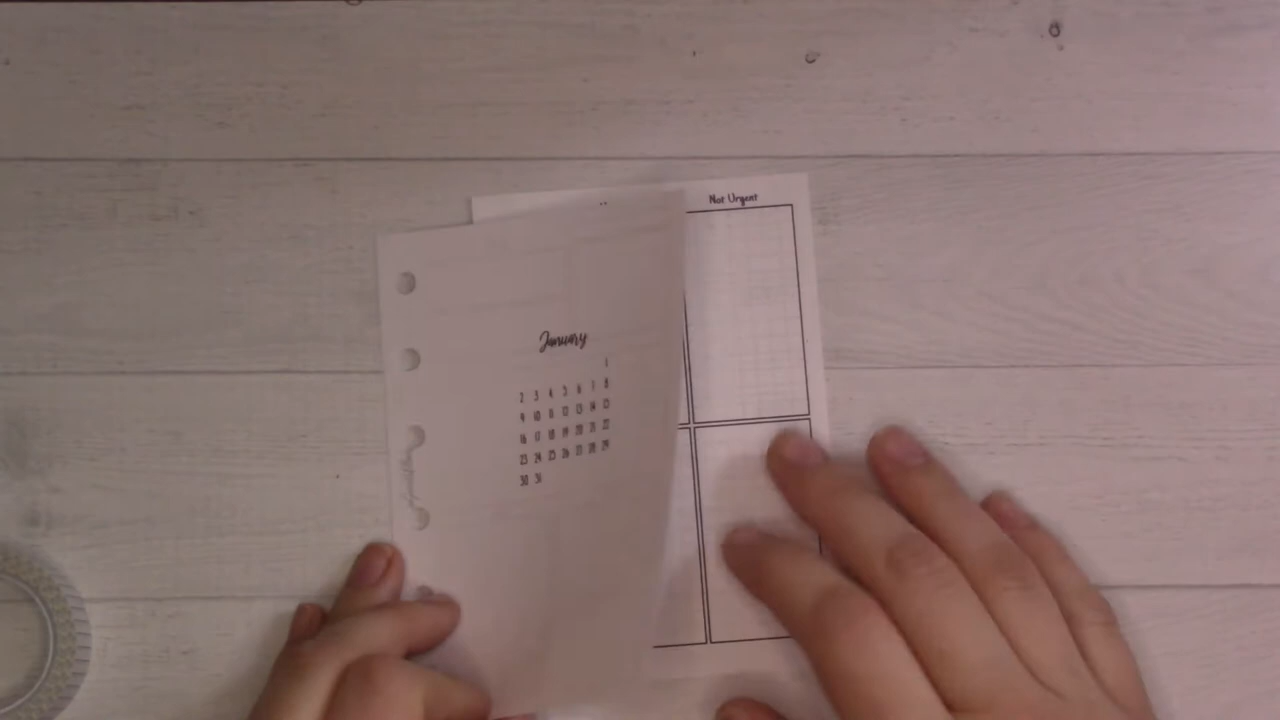 Not Urgent
January
1
2 3 4 5 6 7 8
9 10 11 12 13 14 15
16 17 18 19 20 21 22
23 24 25 26 27 28 29
30 31